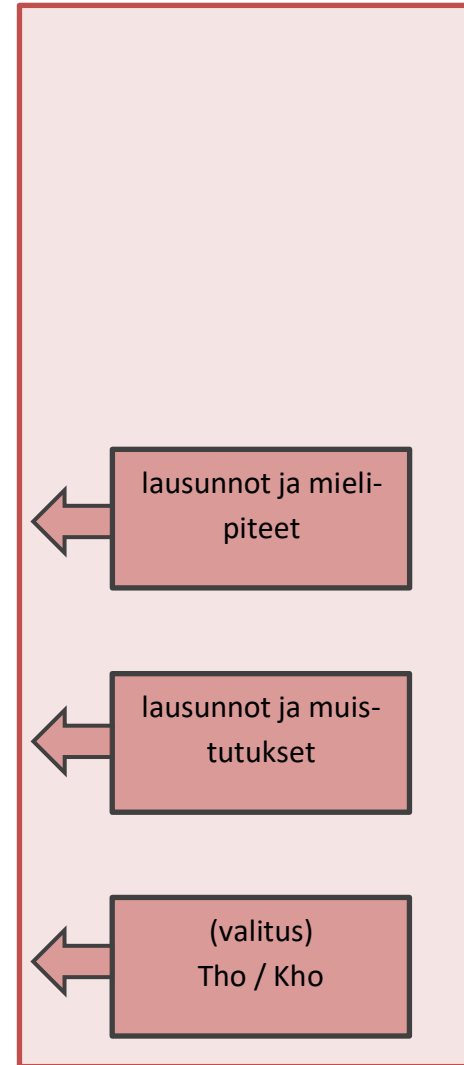 lausunnot ja mieli-
piteet
lausunnot ja muis-
tutukset
(valitus)
Tho / Kho